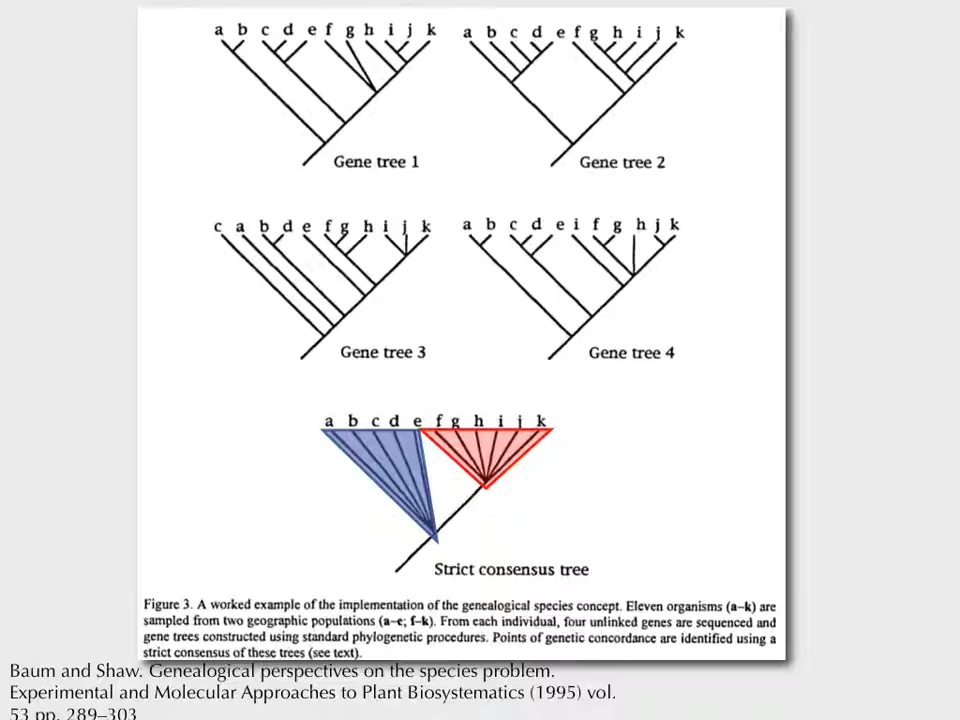 a b c d e f g h i j k
a b c d e f g h i j k
Gene tree 1
Gene tree 2
c a b d e f g h i j k
a b c d e i f g h j k
Gene tree 3
Gene tree 4
a b c d e f g h i j k
Strict consensus tree
Figure 3. A worked example of the implementation of the genealogical species concept. Eleven organisms (a–k) are
sampled from two geographic populations (a–e; f–k). From each individual, four unlinked genes are sequenced and
gene trees constructed using standard phylogenetic procedures. Points of genetic concordance are identified using a
strict consensus of these trees (see text).
Baum and Shaw. Genealogical perspectives on the species problem.
Experimental and Molecular Approaches to Plant Biosystematics (1995) vol.
53 pp. 289–303